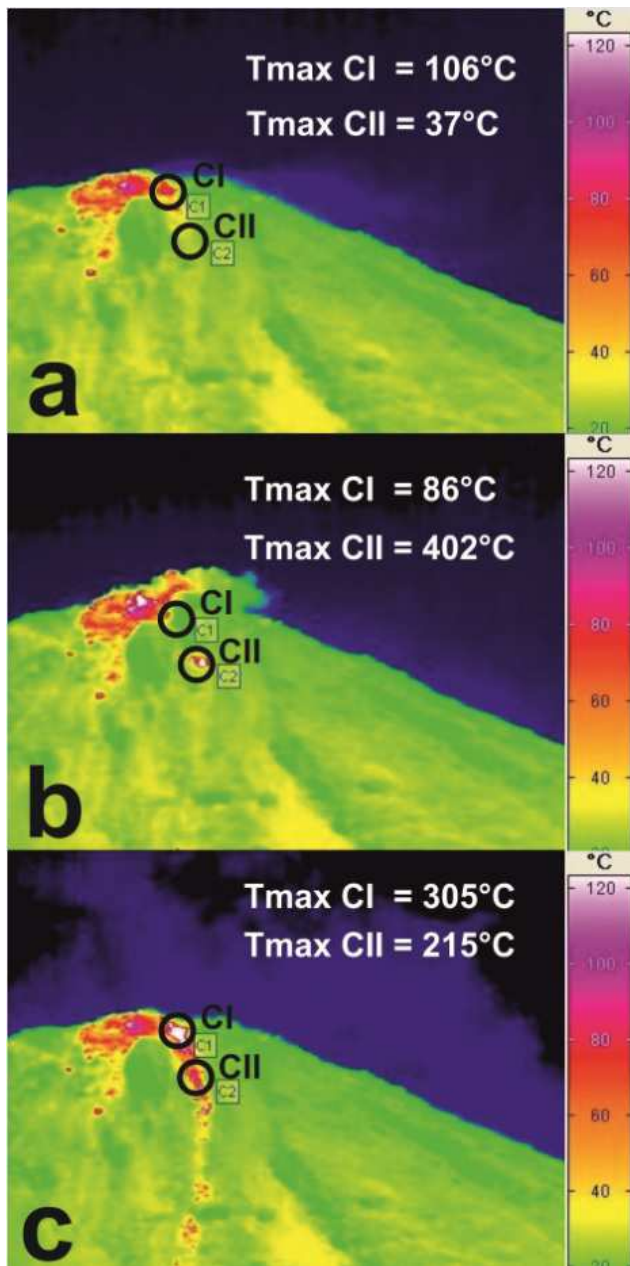 °C
Tmax CI = 106°C
Tmax CII = 37°C
120
100
80
60
40
20
CI
C1
CII
C2
a
°C
Tmax CI = 86°C
Tmax CII = 402°C
120
100
80
60
40
CI
C1
CII
C2
b
°C
Tmax CI = 305°C
Tmax CII = 215°C
120
100
80
60
40
CI
C1
CII
C2
c